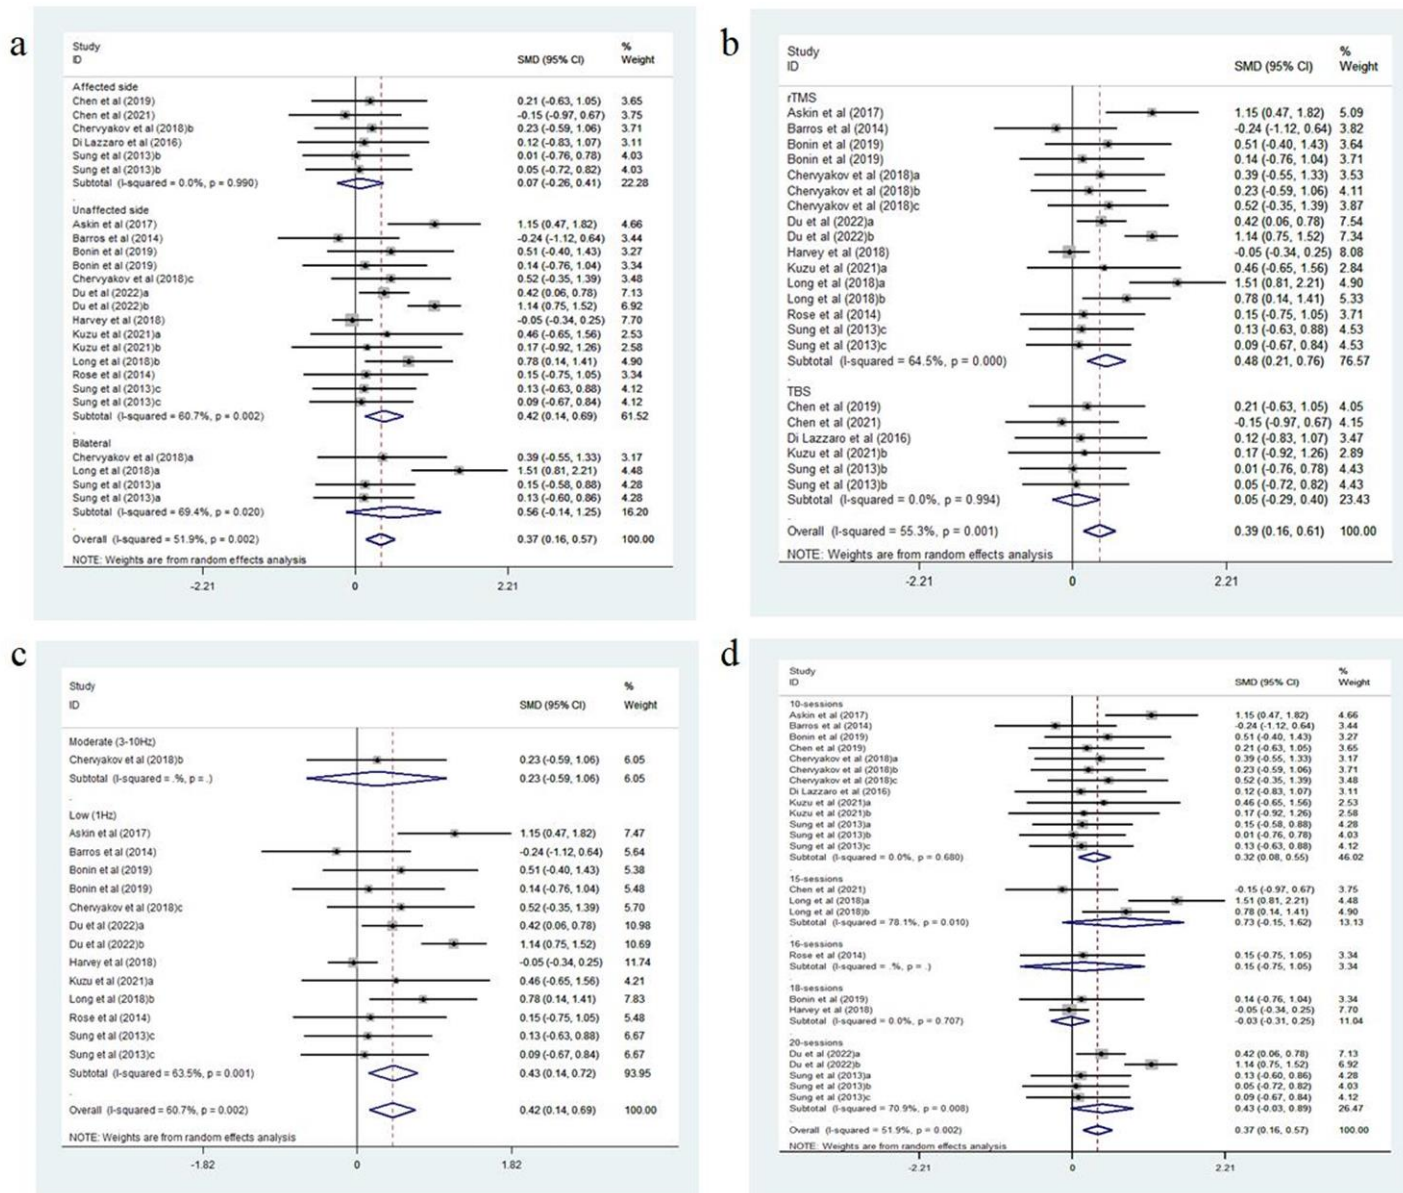 a
Study
ID SMD (95% CI) % Weight
Affected side
Chen et al (2019) 0.21 (-0.63, 1.05) 3.65
Chen et al (2021) -0.15 (-0.97, 0.67) 3.75
Chervyakov et al (2018)b 0.23 (-0.59, 1.06) 3.71
Di Lazzaro et al (2016) 0.12 (-0.83, 1.07) 3.11
Sung et al (2013)b 0.01 (-0.76, 0.78) 4.03
Sung et al (2013)b 0.05 (-0.72, 0.82) 4.03
Subtotal (I-squared = 0.0%, p = 0.990) 0.07 (-0.26, 0.41) 22.28
.
Unaffected side
Askin et al (2017) 1.15 (0.47, 1.82) 4.66
Barros et al (2014) -0.24 (-1.12, 0.64) 3.44
Bonin et al (2019) 0.51 (-0.40, 1.43) 3.27
Bonin et al (2019) 0.14 (-0.76, 1.04) 3.34
Chervyakov et al (2018)c 0.52 (-0.35, 1.39) 3.48
Du et al (2022)a 0.42 (0.06, 0.78) 7.13
Du et al (2022)b 1.14 (0.75, 1.52) 6.92
Harvey et al (2018) -0.05 (-0.34, 0.25) 7.70
Kuzu et al (2021)a 0.46 (-0.65, 1.56) 2.53
Kuzu et al (2021)b 0.17 (-0.92, 1.26) 2.58
Long et al (2018)b 0.78 (0.14, 1.41) 4.90
Rose et al (2014) 0.15 (-0.75, 1.05) 3.34
Sung et al (2013)c 0.13 (-0.63, 0.88) 4.12
Sung et al (2013)c 0.09 (-0.67, 0.84) 4.12
Subtotal (I-squared = 60.7%, p = 0.002) 0.42 (0.14, 0.69) 61.52
.
Bilateral
Chervyakov et al (2018)a 0.39 (-0.55, 1.33) 3.17
Long et al (2018)a 1.51 (0.81, 2.21) 4.48
Sung et al (2013)a 0.15 (-0.58, 0.88) 4.28
Sung et al (2013)a 0.13 (-0.60, 0.86) 4.28
Subtotal (I-squared = 69.4%, p = 0.020) 0.56 (-0.14, 1.25) 16.20
.
Overall (I-squared = 51.9%, p = 0.002) 0.37 (0.16, 0.57) 100.00
NOTE: Weights are from random effects analysis
-2.21 0 2.21
b
Study
ID SMD (95% CI) % Weight
rTMS
Askin et al (2017) 1.15 (0.47, 1.82) 5.09
Barros et al (2014) -0.24 (-1.12, 0.64) 3.82
Bonin et al (2019) 0.51 (-0.40, 1.43) 3.64
Bonin et al (2019) 0.14 (-0.76, 1.04) 3.71
Chervyakov et al (2018)a 0.39 (-0.55, 1.33) 3.53
Chervyakov et al (2018)b 0.23 (-0.59, 1.06) 4.11
Chervyakov et al (2018)c 0.52 (-0.35, 1.39) 3.87
Du et al (2022)a 0.42 (0.06, 0.78) 7.54
Du et al (2022)b 1.14 (0.75, 1.52) 7.34
Harvey et al (2018) -0.05 (-0.34, 0.25) 8.08
Kuzu et al (2021)a 0.46 (-0.65, 1.56) 2.84
Long et al (2018)a 1.51 (0.81, 2.21) 4.90
Long et al (2018)b 0.78 (0.14, 1.41) 5.33
Rose et al (2014) 0.15 (-0.75, 1.05) 3.71
Sung et al (2013)c 0.13 (-0.63, 0.88) 4.53
Sung et al (2013)c 0.09 (-0.67, 0.84) 4.53
Subtotal (I-squared = 64.5%, p = 0.000) 0.48 (0.21, 0.76) 76.57
.
TBS
Chen et al (2019) 0.21 (-0.63, 1.05) 4.05
Chen et al (2021) -0.15 (-0.97, 0.67) 4.15
Di Lazzaro et al (2016) 0.12 (-0.83, 1.07) 3.47
Kuzu et al (2021)b 0.17 (-0.92, 1.26) 2.89
Sung et al (2013)b 0.01 (-0.76, 0.78) 4.43
Sung et al (2013)b 0.05 (-0.72, 0.82) 4.43
Subtotal (I-squared = 0.0%, p = 0.994) 0.05 (-0.29, 0.40) 23.43
.
Overall (I-squared = 55.3%, p = 0.001) 0.39 (0.16, 0.61) 100.00
NOTE: Weights are from random effects analysis
-2.21 0 2.21
c
Study
ID SMD (95% CI) % Weight
Moderate (3-10Hz)
Chervyakov et al (2018)b 0.23 (-0.59, 1.06) 6.05
Subtotal (I-squared = .%, p = .) 0.23 (-0.59, 1.06) 6.05
.
Low (1Hz)
Askin et al (2017) 1.15 (0.47, 1.82) 7.47
Barros et al (2014) -0.24 (-1.12, 0.64) 5.64
Bonin et al (2019) 0.51 (-0.40, 1.43) 5.38
Bonin et al (2019) 0.14 (-0.76, 1.04) 5.48
Chervyakov et al (2018)c 0.52 (-0.35, 1.39) 5.70
Du et al (2022)a 0.42 (0.06, 0.78) 10.98
Du et al (2022)b 1.14 (0.75, 1.52) 10.69
Harvey et al (2018) -0.05 (-0.34, 0.25) 11.74
Kuzu et al (2021)a 0.46 (-0.65, 1.56) 4.21
Long et al (2018)b 0.78 (0.14, 1.41) 7.83
Rose et al (2014) 0.15 (-0.75, 1.05) 5.48
Sung et al (2013)c 0.13 (-0.63, 0.88) 6.67
Sung et al (2013)c 0.09 (-0.67, 0.84) 6.67
Subtotal (I-squared = 63.5%, p = 0.001) 0.43 (0.14, 0.72) 93.95
.
Overall (I-squared = 60.7%, p = 0.002) 0.42 (0.14, 0.69) 100.00
NOTE: Weights are from random effects analysis
-1.82 0 1.82
d
Study
ID SMD (95% CI) % Weight
10-sessions
Askin et al (2017) 1.15 (0.47, 1.82) 4.66
Barros et al (2014) -0.24 (-1.12, 0.64) 3.44
Bonin et al (2019) 0.51 (-0.40, 1.43) 3.27
Chen et al (2019) 0.21 (-0.63, 1.05) 3.65
Chervyakov et al (2018)a 0.39 (-0.55, 1.33) 3.17
Chervyakov et al (2018)b 0.23 (-0.59, 1.06) 3.71
Chervyakov et al (2018)c 0.52 (-0.35, 1.39) 3.48
Di Lazzaro et al (2016) 0.12 (-0.83, 1.07) 3.11
Kuzu et al (2021)a 0.46 (-0.65, 1.56) 2.53
Kuzu et al (2021)b 0.17 (-0.92, 1.26) 2.58
Sung et al (2013)a 0.15 (-0.58, 0.88) 4.28
Sung et al (2013)b 0.01 (-0.76, 0.78) 4.03
Sung et al (2013)c 0.13 (-0.63, 0.88) 4.12
Subtotal (I-squared = 0.0%, p = 0.680) 0.32 (0.08, 0.55) 46.02
.
15-sessions
Chen et al (2021) -0.15 (-0.97, 0.67) 3.75
Long et al (2018)a 1.51 (0.81, 2.21) 4.48
Long et al (2018)b 0.78 (0.14, 1.41) 4.90
Subtotal (I-squared = 78.1%, p = 0.010) 0.73 (-0.15, 1.62) 13.13
.
16-sessions
Rose et al (2014) 0.15 (-0.75, 1.05) 3.34
Subtotal (I-squared = .%, p = .) 0.15 (-0.75, 1.05) 3.34
.
18-sessions
Bonin et al (2019) 0.14 (-0.76, 1.04) 3.34
Harvey et al (2018) -0.05 (-0.34, 0.25) 7.70
Subtotal (I-squared = 0.0%, p = 0.707) -0.03 (-0.31, 0.25) 11.04
.
20-sessions
Du et al (2022)a 0.42 (0.06, 0.78) 7.13
Du et al (2022)b 1.14 (0.75, 1.52) 6.92
Sung et al (2013)a 0.13 (-0.60, 0.86) 4.28
Sung et al (2013)b 0.05 (-0.72, 0.82) 4.03
Sung et al (2013)c 0.09 (-0.67, 0.84) 4.12
Subtotal (I-squared = 70.9%, p = 0.008) 0.43 (-0.03, 0.89) 26.47
.
Overall (I-squared = 51.9%, p = 0.002) 0.37 (0.16, 0.57) 100.00
NOTE: Weights are from random effects analysis
-2.21 0 2.21